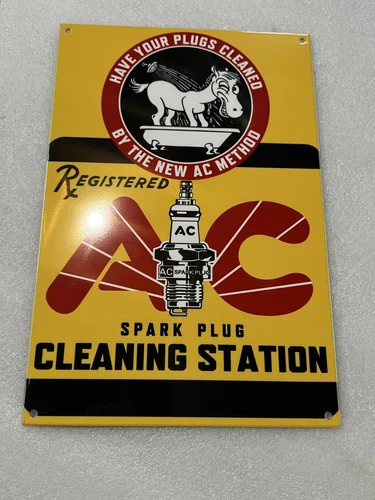 HAVE YOUR PLUGS CLEANED
BY THE NEW AC METHOD
REGISTERED
AC
AC
AC SPARK PLUG
SPARK PLUG
CLEANING STATION